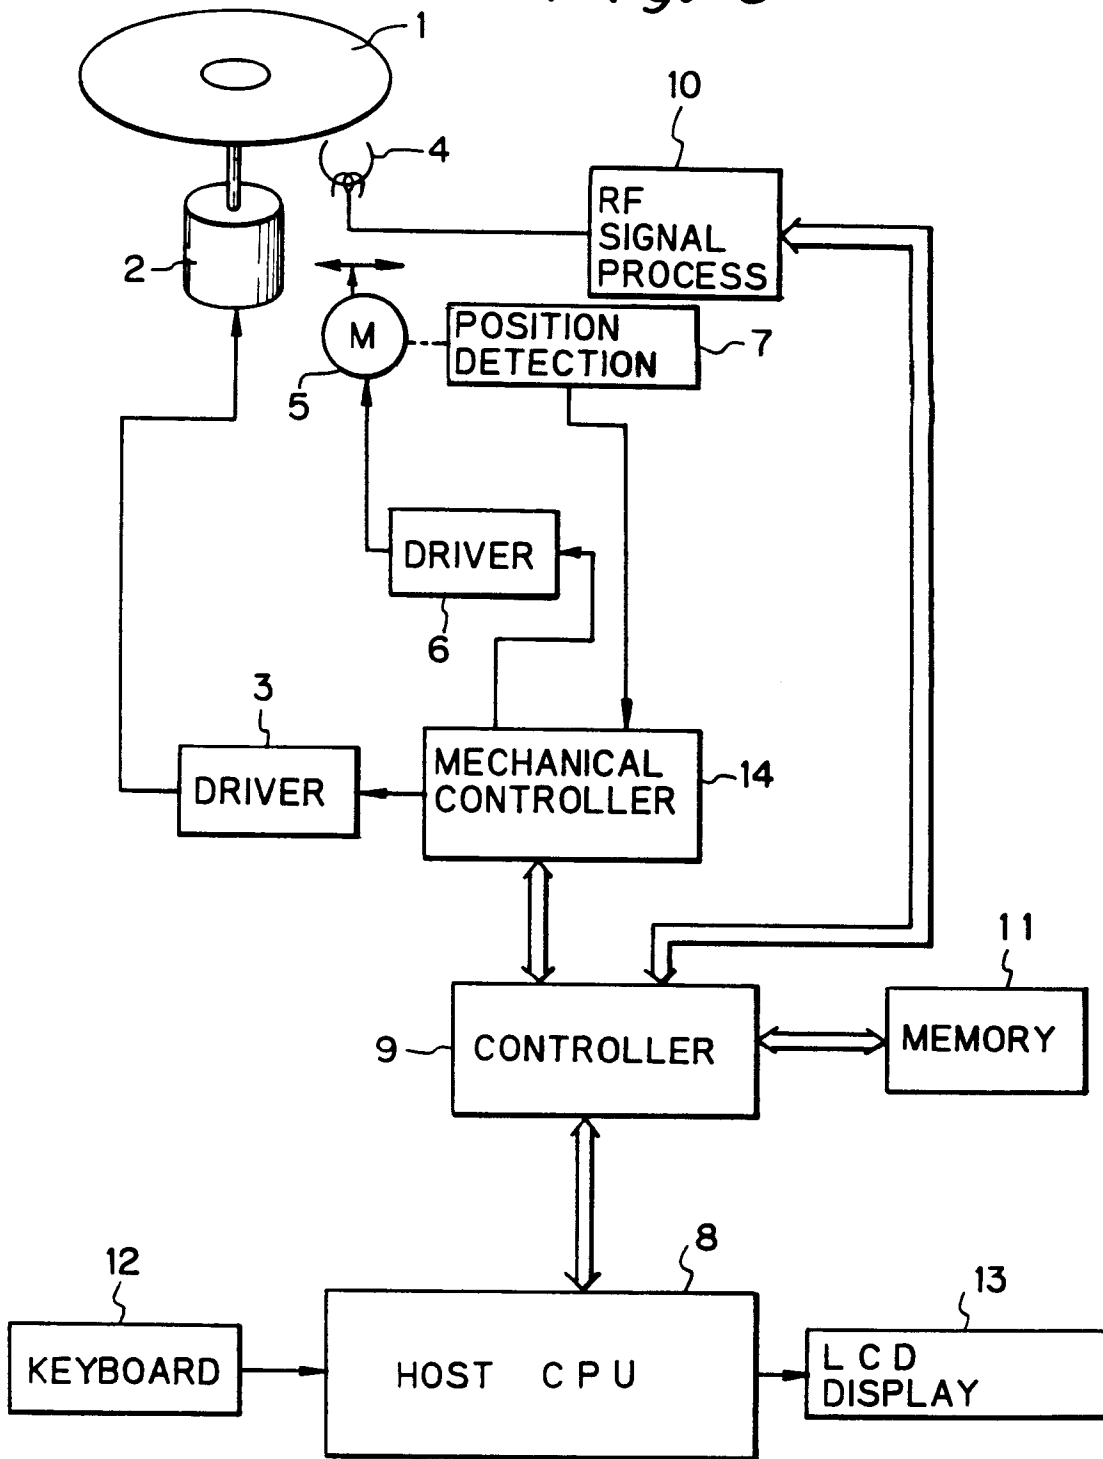 1
10
4
RF
SIGNAL
PROCESS
2
M
POSITION
DETECTION
7
5
DRIVER
6
3
DRIVER
MECHANICAL
CONTROLLER
14
11
9
CONTROLLER
MEMORY
12
8
13
KEYBOARD
HOST CPU
LCD
DISPLAY